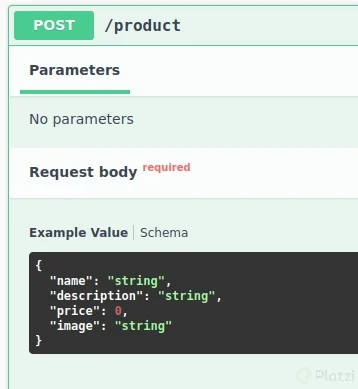 POST /product
Parameters
No parameters
Request body required
Example Value | Schema
{
  "name": "string",
  "description": "string",
  "price": 0,
  "image": "string"
}
Platzi